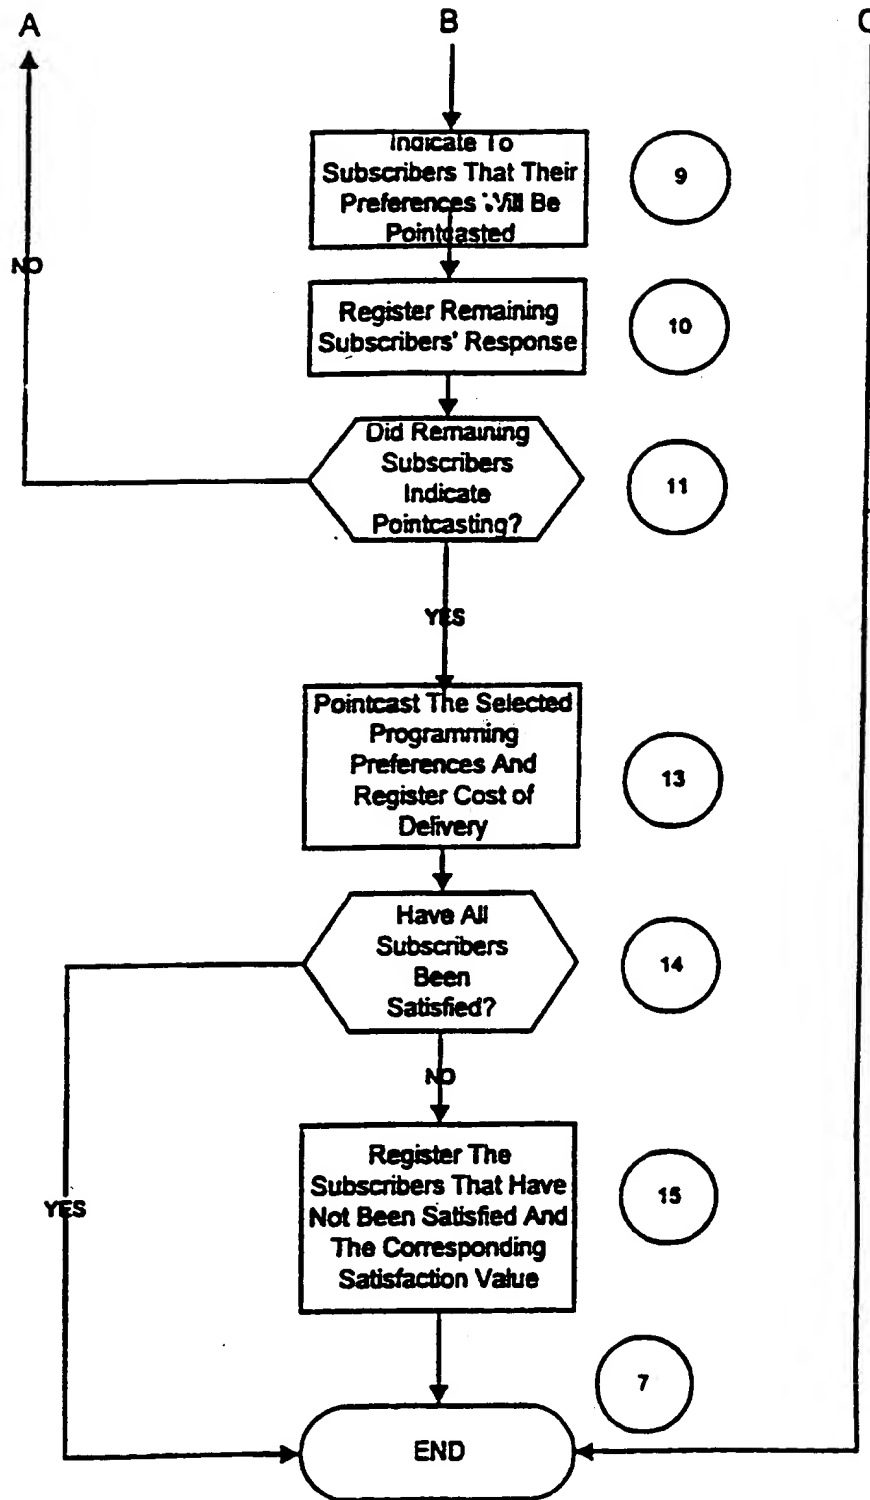 A
B
C
Indicate To
Subscribers That Their
Preferences Will Be
Pointcasted
9
NO
Register Remaining
Subscribers' Response
10
Did Remaining
Subscribers
Indicate
Pointcasting?
11
YES
Pointcast The Selected
Programming
Preferences And
Register Cost of
Delivery
13
Have All
Subscribers
Been
Satisfied?
14
NO
Register The
Subscribers That Have
Not Been Satisfied And
The Corresponding
Satisfaction Value
15
YES
7
END